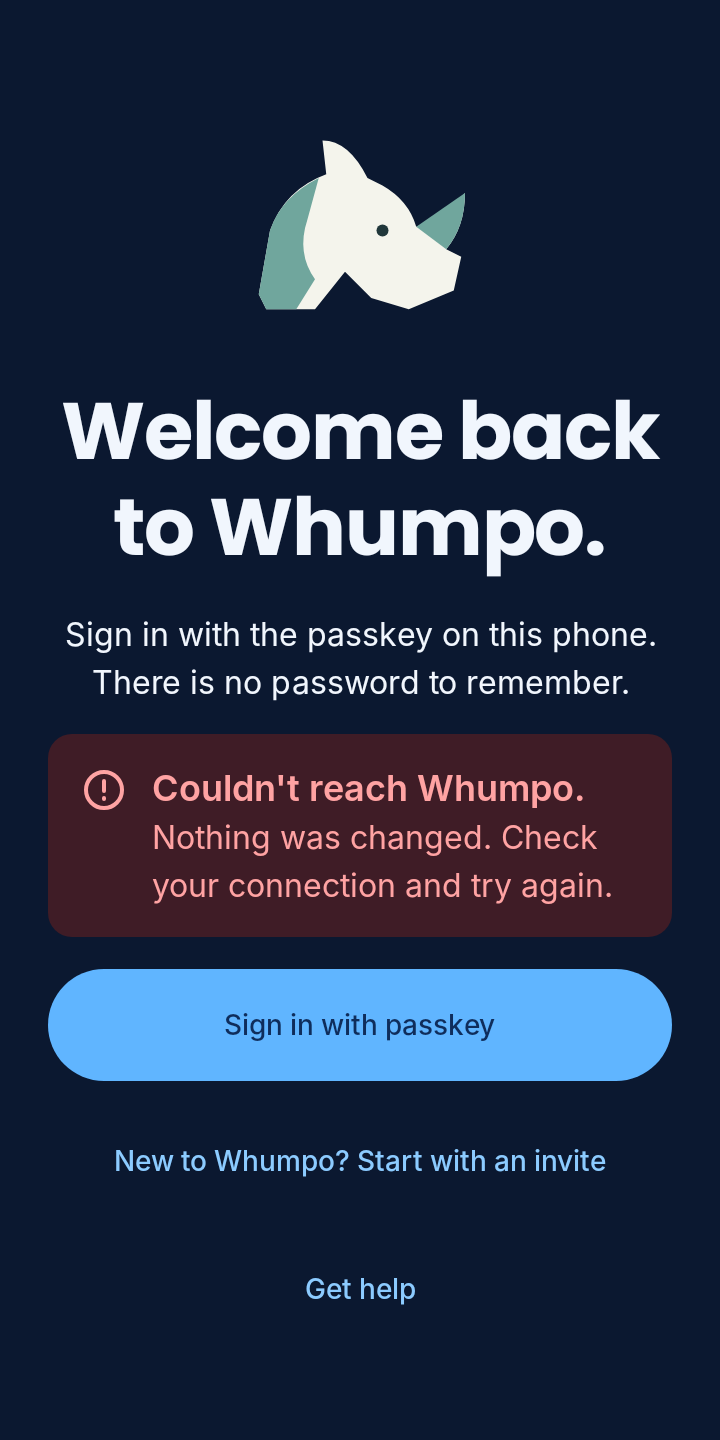 Welcome back
to Whumpo.
Sign in with the passkey on this phone.
There is no password to remember.
Couldn't reach Whumpo.
Nothing was changed. Check
your connection and try again.
Sign in with passkey
New to Whumpo? Start with an invite
Get help